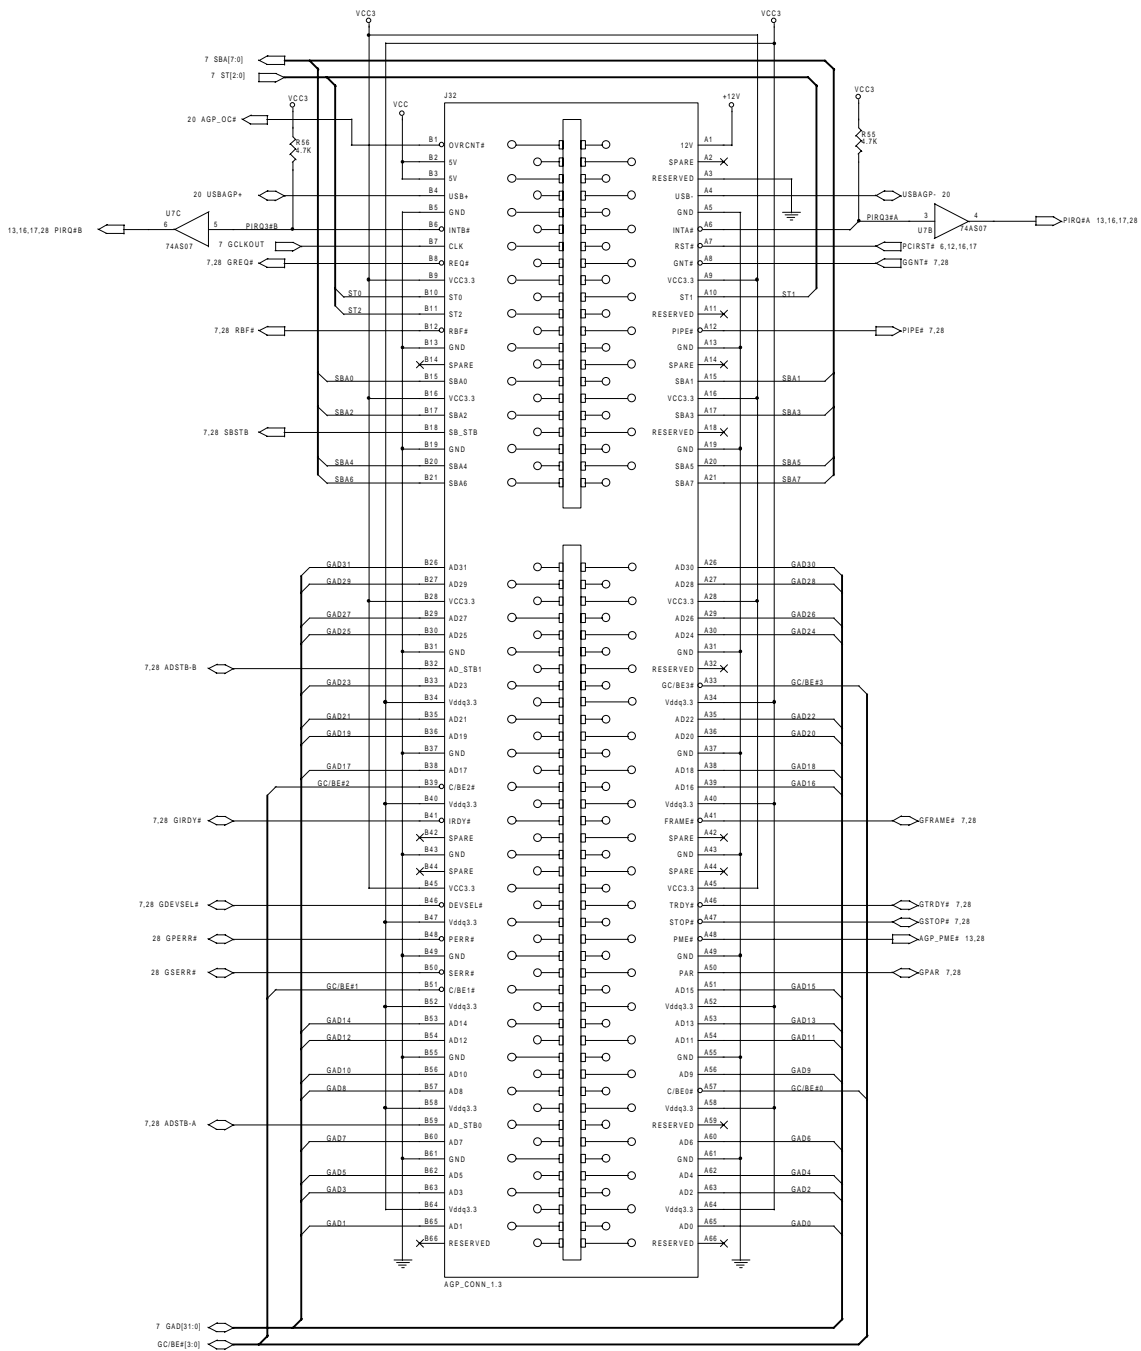 VCC3 VCC3
7 SBA[7:0]
7 ST[2:0]
VCC3 VCC J32 +12V VCC3
20 AGP_OC# R56 4.7K B1 OVRCNT# 12V A1 R55 4.7K
B2 5V SPARE A2
B3 5V RESERVED A3
20 USBAGP+ B4 USB+ USB- A4 USBAGP- 20
B5 GND GND A5
13,16,17,28 PIRQ#B 6 U7C 74AS07 5 PIRQ3#B B6 INTB# INTA# A6 PIRQ3#A 3 U7B 74AS07 4 PIRQ#A 13,16,17,28
7 GCLKOUT B7 CLK RST# A7 PCIRST# 6,12,16,17
7,28 GREQ# B8 REQ# GNT# A8 GGNT# 7,28
B9 VCC3.3 VCC3.3 A9
ST0 B10 ST0 ST1 A10 ST1
ST2 B11 ST2 RESERVED A11
7,28 RBF# B12 RBF# PIPE# A12 PIPE# 7,28
B13 GND GND A13
B14 SPARE SPARE A14
SBA0 B15 SBA0 SBA1 A15 SBA1
B16 VCC3.3 VCC3.3 A16
SBA2 B17 SBA2 SBA3 A17 SBA3
7,28 SBSTB B18 SB_STB RESERVED A18
B19 GND GND A19
SBA4 B20 SBA4 SBA5 A20 SBA5
SBA6 B21 SBA6 SBA7 A21 SBA7
GAD31 B26 AD31 AD30 A26 GAD30
GAD29 B27 AD29 AD28 A27 GAD28
B28 VCC3.3 VCC3.3 A28
GAD27 B29 AD27 AD26 A29 GAD26
GAD25 B30 AD25 AD24 A30 GAD24
B31 GND GND A31
7,28 ADSTB-B B32 AD_STB1 RESERVED A32
GAD23 B33 AD23 GC/BE3# A33 GC/BE#3
B34 Vddq3.3 Vddq3.3 A34
GAD21 B35 AD21 AD22 A35 GAD22
GAD19 B36 AD19 AD20 A36 GAD20
B37 GND GND A37
GAD17 B38 AD17 AD18 A38 GAD18
GC/BE#2 B39 C/BE2# AD16 A39 GAD16
B40 Vddq3.3 Vddq3.3 A40
7,28 GIRDY# B41 IRDY# FRAME# A41 GFRAME# 7,28
B42 SPARE SPARE A42
B43 GND GND A43
B44 SPARE SPARE A44
B45 VCC3.3 VCC3.3 A45
7,28 GDEVSEL# B46 DEVSEL# TRDY# A46 GTRDY# 7,28
B47 Vddq3.3 STOP# A47 GSTOP# 7,28
28 GPERR# B48 PERR# PME# A48 AGP_PME# 13,28
B49 GND GND A49
28 GSERR# B50 SERR# PAR A50 GPAR 7,28
GC/BE#1 B51 C/BE1# AD15 A51 GAD15
B52 Vddq3.3 Vddq3.3 A52
GAD14 B53 AD14 AD13 A53 GAD13
GAD12 B54 AD12 AD11 A54 GAD11
B55 GND GND A55
GAD10 B56 AD10 AD9 A56 GAD9
GAD8 B57 AD8 C/BE0# A57 GC/BE#0
B58 Vddq3.3 Vddq3.3 A58
7,28 ADSTB-A B59 AD_STB0 RESERVED A59
GAD7 B60 AD7 AD6 A60 GAD6
B61 GND GND A61
GAD5 B62 AD5 AD4 A62 GAD4
GAD3 B63 AD3 AD2 A63 GAD2
B64 Vddq3.3 Vddq3.3 A64
GAD1 B65 AD1 AD0 A65 GAD0
B66 RESERVED RESERVED A66
AGP_CONN_1.3
7 GAD[31:0]
GC/BE#[3:0]